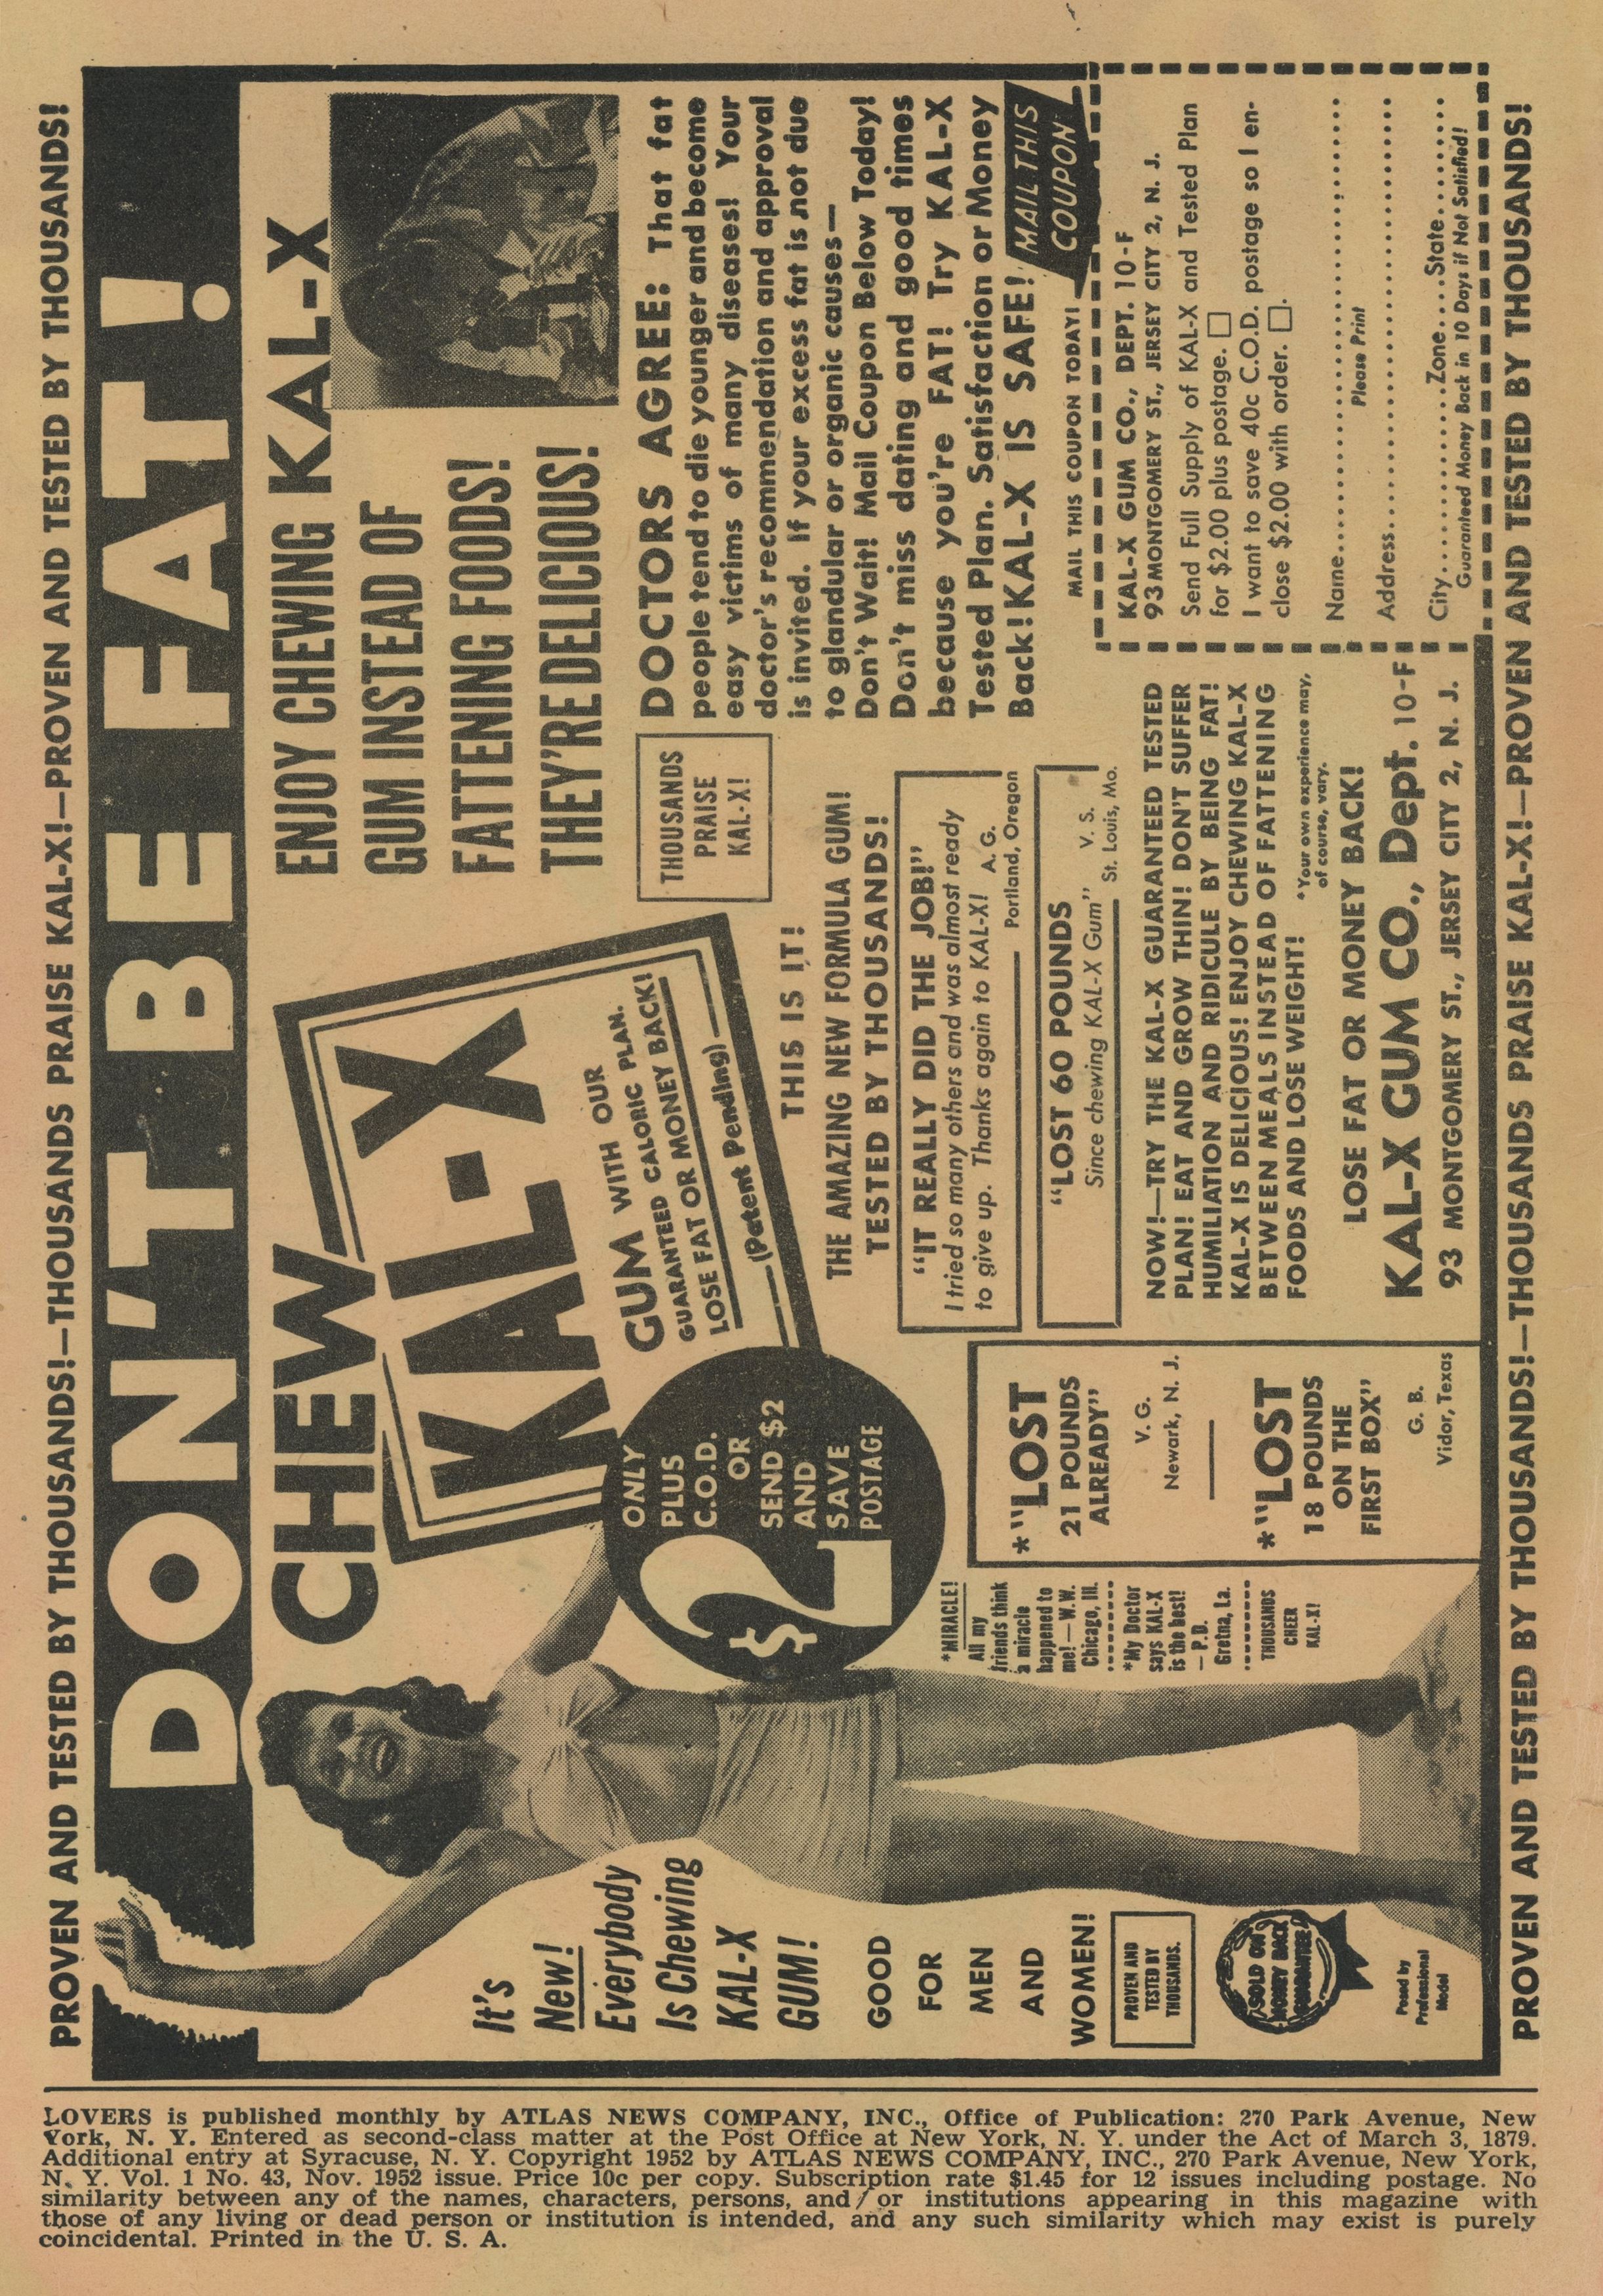 PROVEN AND TESTED BY THOUSANDS!—THOUSANDS PRAISE KAL-X!—PROVEN AND TESTED BY THOUSANDS!
DON'T BE FAT!
CHEW
KAL-X
GUM WITH OUR
GUARANTEED CALORIC PLAN.
LOSE FAT OR MONEY BACK!
(Patent Pending)
ENJOY CHEWING KAL-X
GUM INSTEAD OF
FATTENING FOODS!
THEY'RE DELICIOUS!
It's
New!
Everybody
Is Chewing
KAL-X
GUM!
GOOD
FOR
MEN
AND
WOMEN!
PROVEN AND
TESTED BY
THOUSANDS.
SOLD ON
MONEY BACK
GUARANTEE
Posed by
Professional
Model
$2
ONLY
PLUS
C.O.D.
OR
SEND $2
AND
SAVE
POSTAGE
*MIRACLE!
All my
friends think
a miracle
happened to
me! — W.W.
Chicago, Ill.
*My Doctor
says KAL-X
is the best!
— P.D.
Gretna, La.
THOUSANDS
CHEER
KAL-X!
*"LOST
21 POUNDS
ALREADY"
V. G.
Newark, N. J.
*"LOST
18 POUNDS
ON THE
FIRST BOX"
G. B.
Vidor, Texas
THIS IS IT!
THE AMAZING NEW FORMULA GUM!
TESTED BY THOUSANDS!
THOUSANDS
PRAISE
KAL-X!
"IT REALLY DID THE JOB!"
I tried so many others and was almost ready
to give up. Thanks again to KAL-X! A. G.
Portland, Oregon
"LOST 60 POUNDS
Since chewing KAL-X Gum" V. S.
St. Louis, Mo.
NOW!—TRY THE KAL-X GUARANTEED TESTED
PLAN! EAT AND GROW THIN! DON'T SUFFER
HUMILIATION AND RIDICULE BY BEING FAT!
KAL-X IS DELICIOUS! ENJOY CHEWING KAL-X
BETWEEN MEALS INSTEAD OF FATTENING
FOODS AND LOSE WEIGHT!
*Your own experience may,
of course, vary.
LOSE FAT OR MONEY BACK!
KAL-X GUM CO., Dept. 10-F
93 MONTGOMERY ST., JERSEY CITY 2, N. J.
DOCTORS AGREE: That fat
people tend to die younger and become
easy victims of many diseases! Your
doctor's recommendation and approval
is invited. If your excess fat is not due
to glandular or organic causes—
Don't Wait! Mail Coupon Below Today!
Don't miss dating and good times
because you're FAT! Try KAL-X
Tested Plan. Satisfaction or Money
Back! KAL-X IS SAFE!
MAIL THIS
COUPON
MAIL THIS COUPON TODAY!
KAL-X GUM CO., DEPT. 10-F
93 MONTGOMERY ST., JERSEY CITY 2, N. J.
Send Full Supply of KAL-X and Tested Plan
for $2.00 plus postage. □
I want to save 40c C.O.D. postage so I en-
close $2.00 with order. □.
Name
Please Print
Address
City Zone State
Guaranteed Money Back in 10 Days if Not Satisfied!
PROVEN AND TESTED BY THOUSANDS!—THOUSANDS PRAISE KAL-X!—PROVEN AND TESTED BY THOUSANDS!
LOVERS is published monthly by ATLAS NEWS COMPANY, INC., Office of Publication: 270 Park Avenue, New
York, N. Y. Entered as second-class matter at the Post Office at New York, N. Y. under the Act of March 3, 1879.
Additional entry at Syracuse, N. Y. Copyright 1952 by ATLAS NEWS COMPANY, INC., 270 Park Avenue, New York,
N. Y. Vol. 1 No. 43, Nov. 1952 issue. Price 10c per copy. Subscription rate $1.45 for 12 issues including postage. No
similarity between any of the names, characters, persons, and/or institutions appearing in this magazine with
those of any living or dead person or institution is intended, and any such similarity which may exist is purely
coincidental. Printed in the U. S. A.